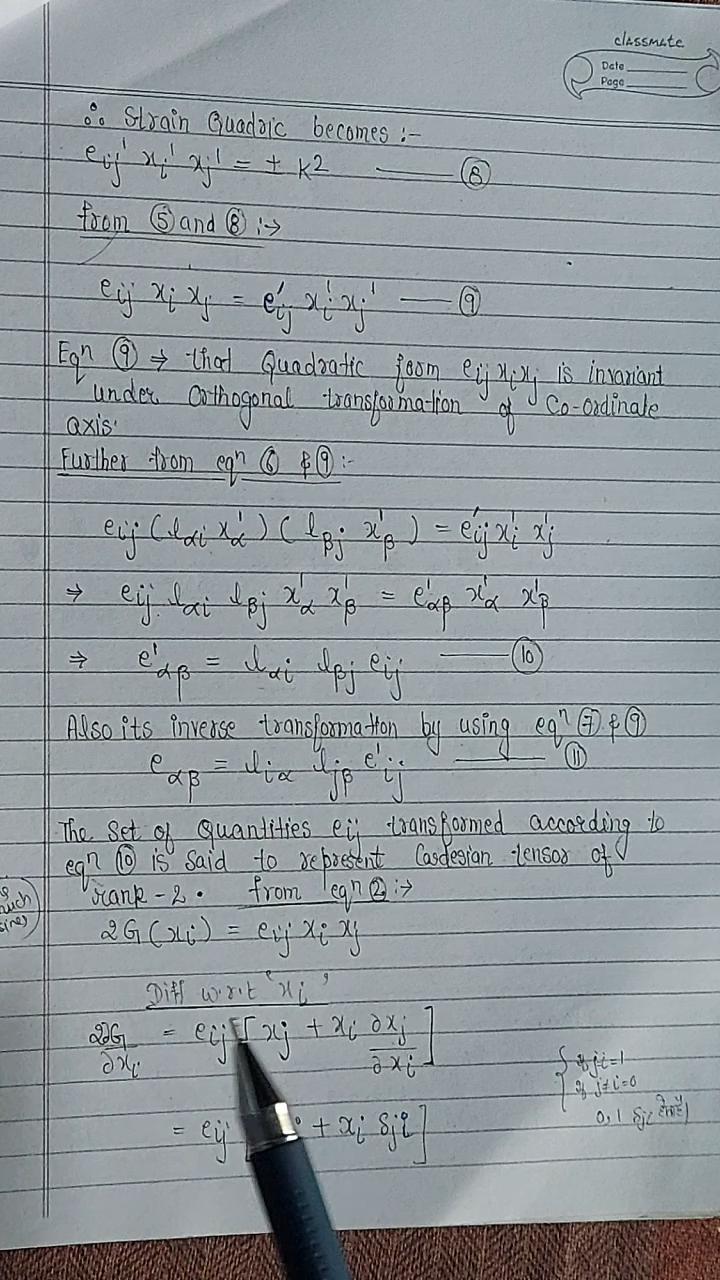 classmate
Date
Page
∴ Strain Quadric becomes :-
eij' xi' xj' = ± k2 —— ⑧
from ⑤ and ⑧ :→
eij xi xj = e'ij x'i xj' —— ⑨
Eqn ⑨ ⇒ that Quadratic form eij xi xj is invariant
under orthogonal transformation of Co-ordinate
axis.
Further from eqn ⑥ & ⑨ :-
eij (lαi x'α) (lβj x'β) = e'ij x'i x'j
⇒ eij lαi lβj x'α x'β = e'αβ x'α x'β
⇒ e'αβ = lαi lβj eij —— ⑩
Also its inverse transformation by using eqn ⑦ & ⑨
eαβ = liα ljβ e'ij —— ⑪
The set of Quantities eij transformed according to
eqn ⑩ is said to represent Cartesian tensor of
rank - 2. from eqn ② :→
2G(xi) = eij xi xj
Diff w.r.t 'xi'
2∂G/∂xi = eij [xj + xi ∂xj/∂xi]
{ if j=i=1
if j≠i=0
0,1 δji
= eij + xi δji]